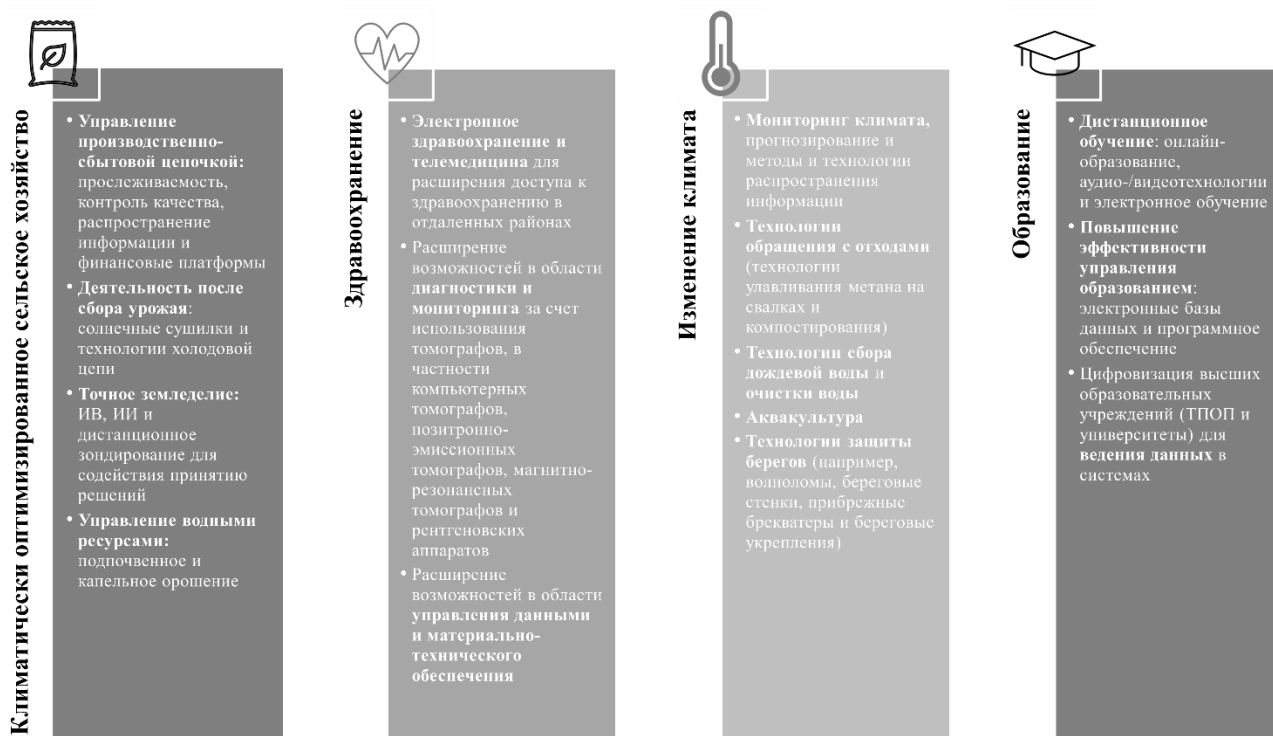 Климатически оптимизированное сельское хозяйство
• Управление
производственно-
сбытовой цепочкой:
прослеживаемость,
контроль качества,
распространение
информации и
финансовые платформы
• Деятельность после
сбора урожая:
солнечные сушилки и
технологии холодовой
цепи
• Точное земледелие:
ИВ, ИИ и
дистанционное
зондирование для
содействия принятию
решений
• Управление водными
ресурсами:
подпочвенное и
капельное орошение
Здравоохранение
• Электронное
здравоохранение и
телемедицина для
расширения доступа к
здравоохранению в
отдаленных районах
• Расширение
возможностей в области
диагностики и
мониторинга за счет
использования
томографов, в
частности
компьютерных
томографов,
позитронно-
эмиссионных
томографов, магнитно-
резонансных
томографов и
рентгеновских
аппаратов
• Расширение
возможностей в области
управления данными
и материально-
технического
обеспечения
Изменение климата
• Мониторинг климата,
прогнозирование и
методы и технологии
распространения
информации
• Технологии
обращения с отходами
(технологии
улавливания метана на
свалках и
компостирования)
• Технологии сбора
дождевой воды и
очистки воды
• Аквакультура
• Технологии защиты
берегов (например,
волноломы, береговые
стенки, прибрежные
брекватеры и береговые
укрепления)
Образование
• Дистанционное
обучение: онлайн-
образование,
аудио-/видеотехнологии
и электронное обучение
• Повышение
эффективности
управления
образованием:
электронные базы
данных и программное
обеспечение
• Цифровизация высших
образовательных
учреждений (ТПОП и
университеты) для
ведения данных в
системах